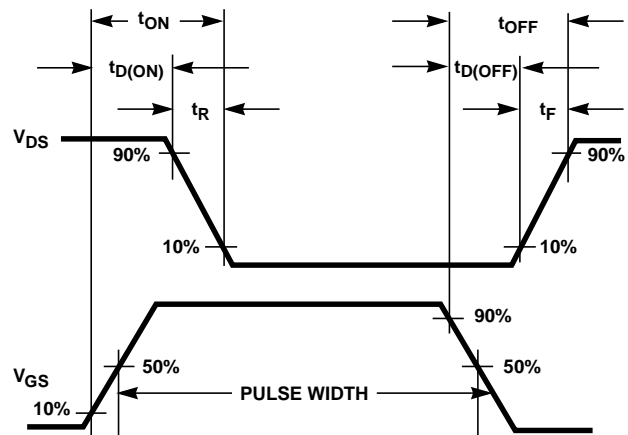 tON tOFF
tD(ON) tD(OFF)
tR tF
VDS
90% 90%
10% 10%
90%
VGS
50% 50%
PULSE WIDTH
10%